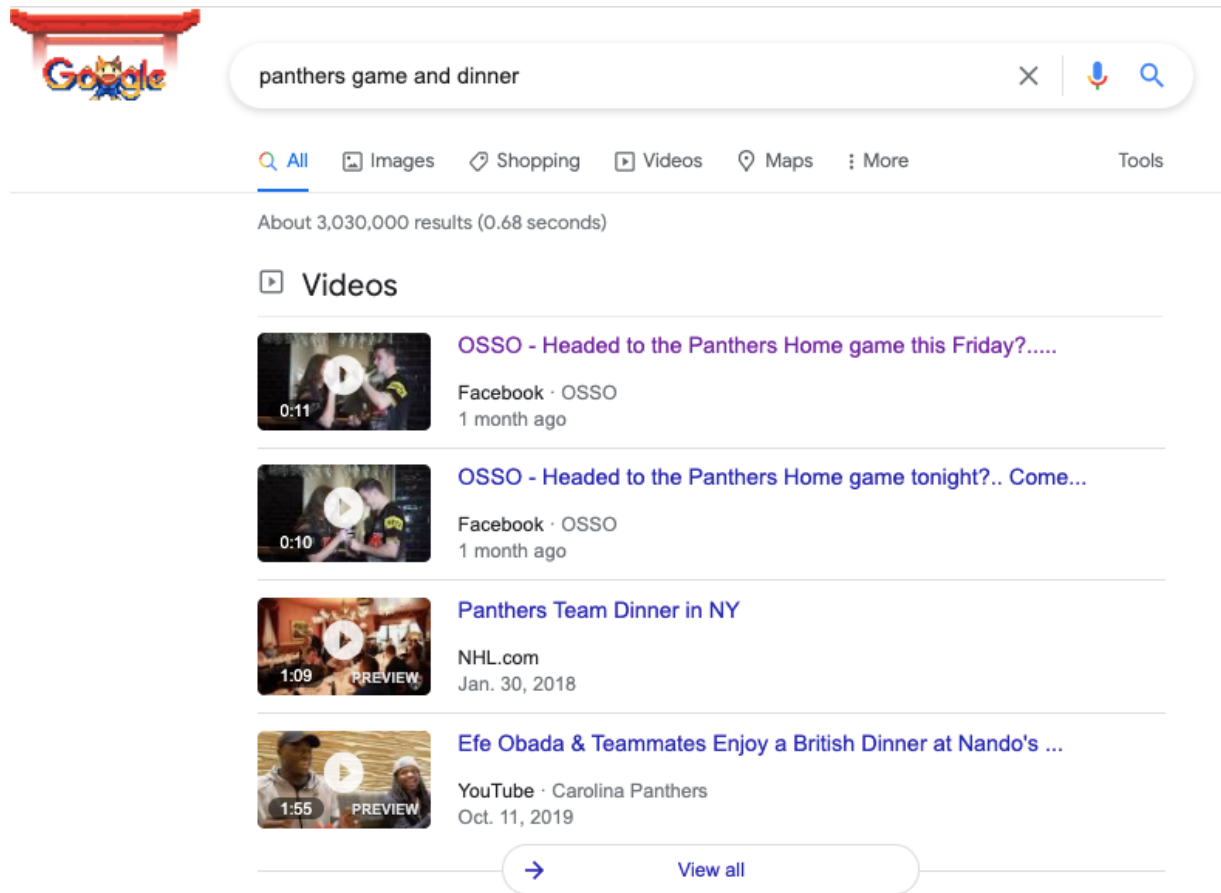 Google
panthers game and dinner
All Images Shopping Videos Maps More Tools
About 3,030,000 results (0.68 seconds)
Videos
OSSO - Headed to the Panthers Home game this Friday?.....
Facebook · OSSO
1 month ago
0:11
OSSO - Headed to the Panthers Home game tonight?.. Come...
Facebook · OSSO
1 month ago
0:10
Panthers Team Dinner in NY
NHL.com
Jan. 30, 2018
1:09 PREVIEW
Efe Obada & Teammates Enjoy a British Dinner at Nando's ...
YouTube · Carolina Panthers
Oct. 11, 2019
1:55 PREVIEW
View all